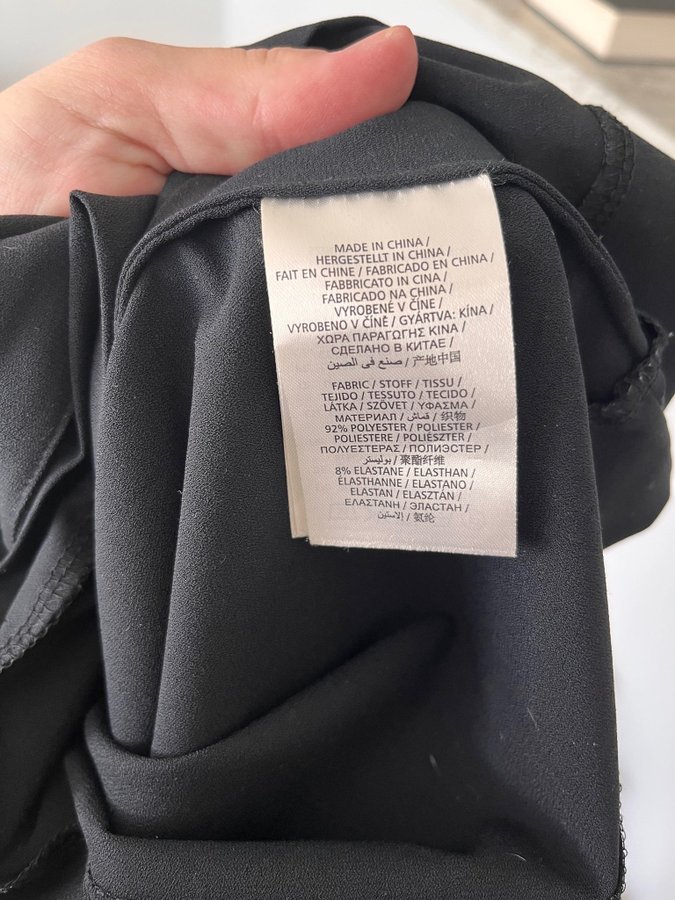 MADE IN CHINA /
HERGESTELLT IN CHINA /
FAIT EN CHINE / FABRICADO EN CHINA /
FABBRICATO IN CINA /
FABRICADO NA CHINA /
VYROBENÉ V ČÍNE /
VYROBENO V ČÍNĚ / GYÁRTVA: KÍNA /
ΧΩΡΑ ΠΑΡΑΓΩΓΗΣ ΚΙΝΑ /
СДЕЛАНО В КИТАЕ /
صنع في الصين / 产地中国
FABRIC / STOFF / TISSU /
TEJIDO / TESSUTO / TECIDO /
LÁTKA / SZÖVET / ΥΦΑΣΜΑ /
МАТЕРИАЛ / قماش / 织物
92% POLYESTER / POLIESTER /
POLIESTERE / POLIÉSZTER /
ΠΟΛΥΕΣΤΕΡΑΣ / ПОЛИЭСТЕР /
بوليستر / 聚酯纤维
8% ELASTANE / ELASTHAN /
ÉLASTHANNE / ELASTANO /
ELASTAN / ELASZTÁN /
ΕΛΑΣΤΑΝΗ / ЭЛАСТАН /
إلاستين / 氨纶